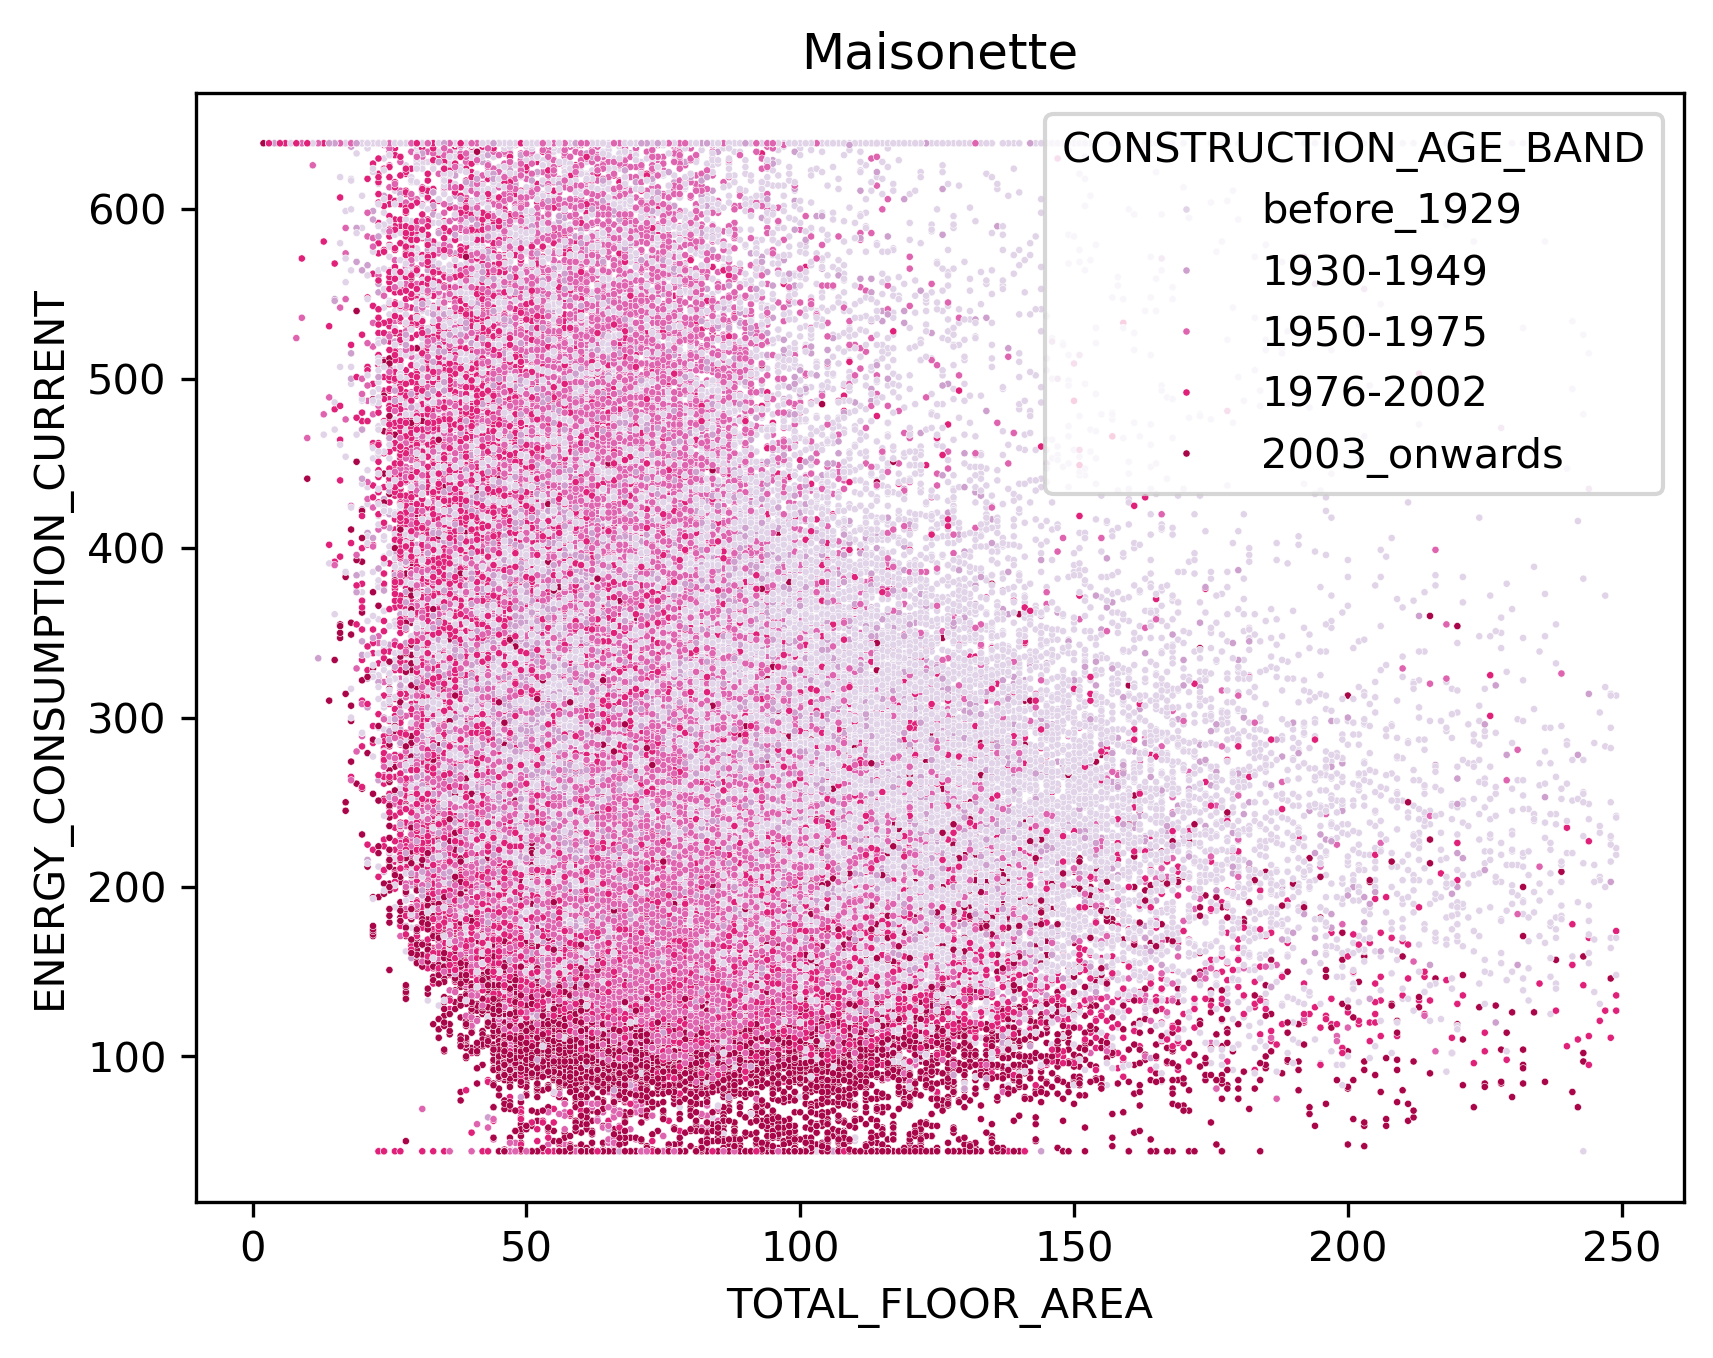 Maisonette
ENERGY_CONSUMPTION_CURRENT
600
500
400
300
200
100
CONSTRUCTION_AGE_BAND
before_1929
1930-1949
1950-1975
1976-2002
2003_onwards
0 50 100 150 200 250
TOTAL_FLOOR_AREA